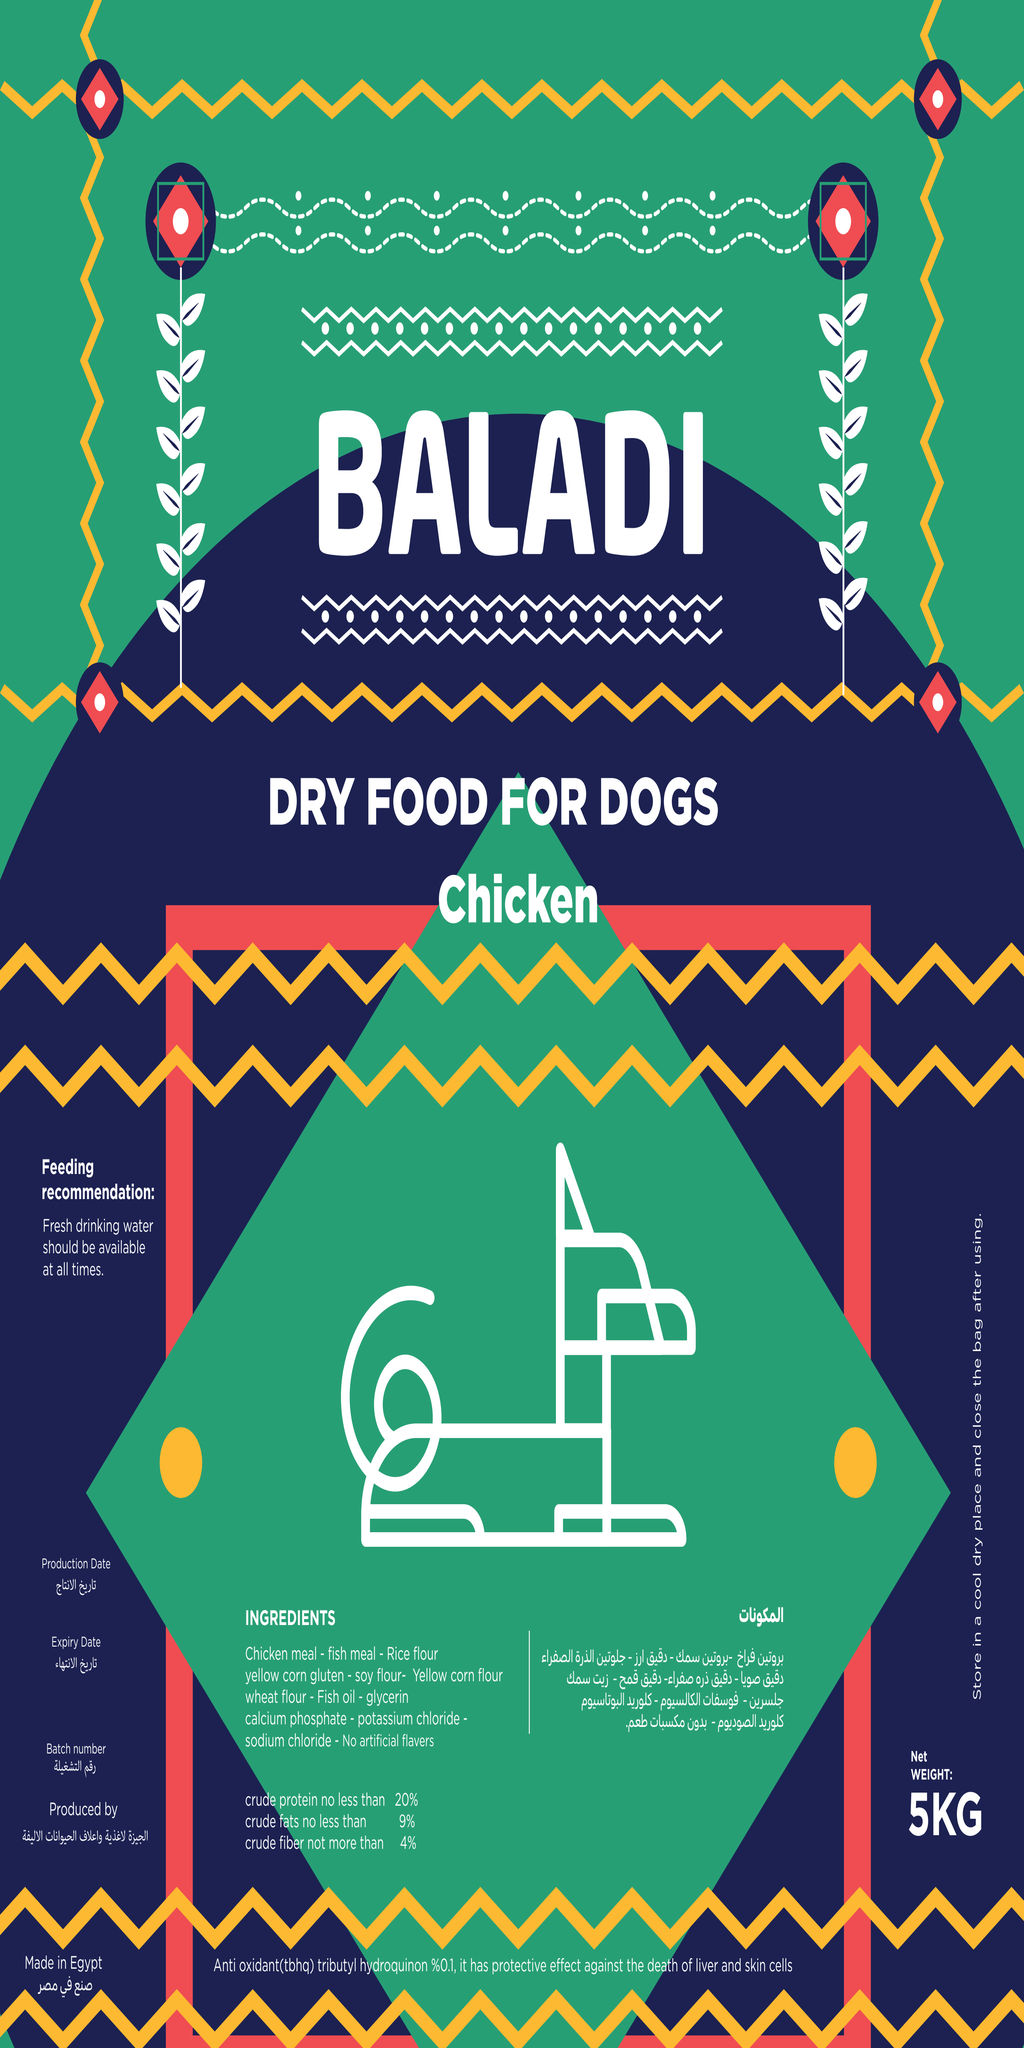 BALADI
DRY FOOD FOR DOGS
Chicken
Feeding
recommendation:
Fresh drinking water
should be available
at all times.
Store in a cool dry place and close the bag after using.
Production Date
تاريخ الانتاج
Expiry Date
تاريخ الانتهاء
Batch number
رقم التشغيلة
Produced by
الجيزة لاغذية واعلاف الحيوانات الاليفة
INGREDIENTS
Chicken meal - fish meal - Rice flour
yellow corn gluten - soy flour- Yellow corn flour
wheat flour - Fish oil - glycerin
calcium phosphate - potassium chloride -
sodium chloride - No artificial flavers
المكونات
بروتين فراخ -بروتين سمك - دقيق ارز - جلوتين الذرة الصفراء
دقيق صويا - دقيق ذره صفراء- دقيق قمح - زيت سمك
جلسرين - فوسفات الكالسيوم - كلوريد البوتاسيوم
كلوريد الصوديوم - بدون مكسبات طعم.
crude protein no less than 20%
crude fats no less than 9%
crude fiber not more than 4%
Net
WEIGHT:
5KG
Made in Egypt
صنع في مصر
Anti oxidant(tbhq) tributyl hydroquinon %0.1, it has protective effect against the death of liver and skin cells